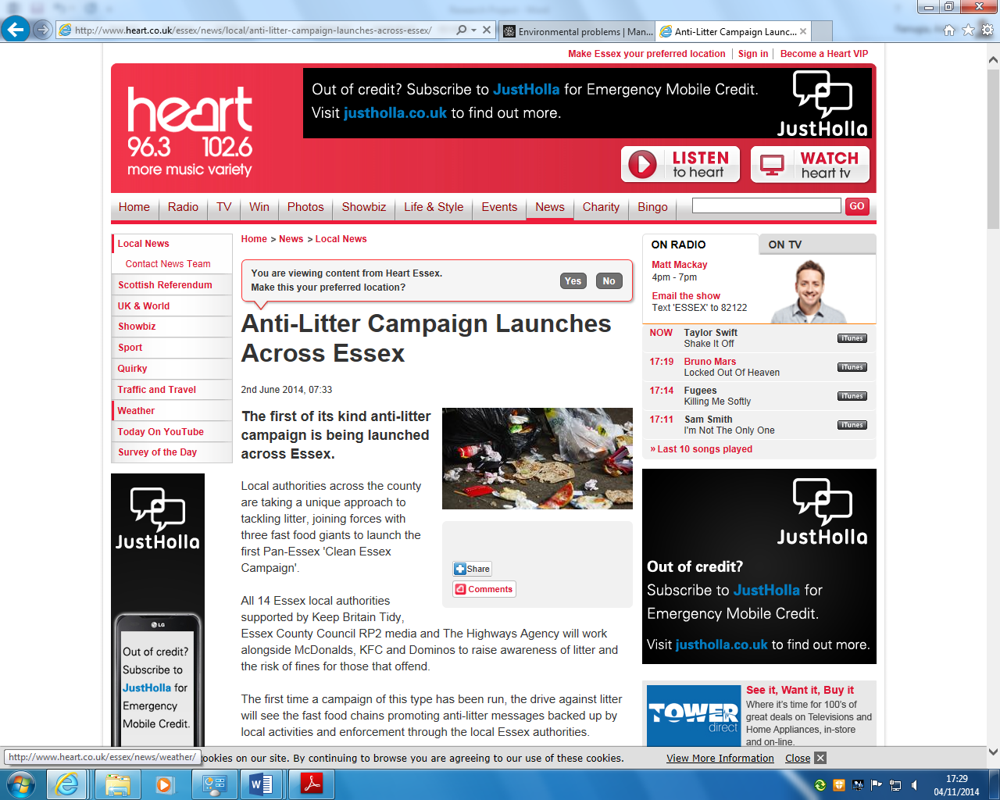 http://www.heart.co.uk/essex/news/local/anti-litter-campaign-launches-across-essex/
Environmental problems | Man...
Anti-Litter Campaign Launc...
Make Essex your preferred location
Sign in
Become a Heart VIP
heart
96.3 102.6
more music variety
Out of credit? Subscribe to JustHolla for Emergency Mobile Credit.
Visit justholla.co.uk to find out more.
JustHolla
LISTEN
to heart
WATCH
heart tv
Home
Radio
TV
Win
Photos
Showbiz
Life & Style
Events
News
Charity
Bingo
GO
Local News
Contact News Team
Scottish Referendum
UK & World
Showbiz
Sport
Quirky
Traffic and Travel
Weather
Today On YouTube
Survey of the Day
JustHolla
LG
Out of credit?
Subscribe to
JustHolla for
Emergency
Mobile Credit.
Home > News > Local News
You are viewing content from Heart Essex.
Make this your preferred location?
Yes
No
Anti-Litter Campaign Launches
Across Essex
2nd June 2014, 07:33
The first of its kind anti-litter
campaign is being launched
across Essex.
Local authorities across the county
are taking a unique approach to
tackling litter, joining forces with
three fast food giants to launch the
first Pan-Essex 'Clean Essex
Campaign'.
Share
Comments
All 14 Essex local authorities
supported by Keep Britain Tidy,
Essex County Council RP2 media and The Highways Agency will work
alongside McDonalds, KFC and Dominos to raise awareness of litter and
the risk of fines for those that offend.
The first time a campaign of this type has been run, the drive against litter
will see the fast food chains promoting anti-litter messages backed up by
local activities and enforcement through the local Essex authorities.
ON RADIO
ON TV
Matt Mackay
4pm - 7pm
Email the show
Text 'ESSEX' to 82122
NOW Taylor Swift
Shake It Off
iTunes
17:19 Bruno Mars
Locked Out Of Heaven
iTunes
17:14 Fugees
Killing Me Softly
iTunes
17:11 Sam Smith
I'm Not The Only One
iTunes
» Last 10 songs played
JustHolla
Out of credit?
Subscribe to JustHolla for
Emergency Mobile Credit.
Visit justholla.co.uk to find out more.
TOWER
direct
See it, Want it, Buy it
Where it's time for 100's of
great deals on Televisions and
Home Appliances, in-store
and on-line.
http://www.heart.co.uk/essex/news/weather/
ookies on our site. By continuing to browse you are agreeing to our use of these cookies.
View More Information
Close
17:29
04/11/2014